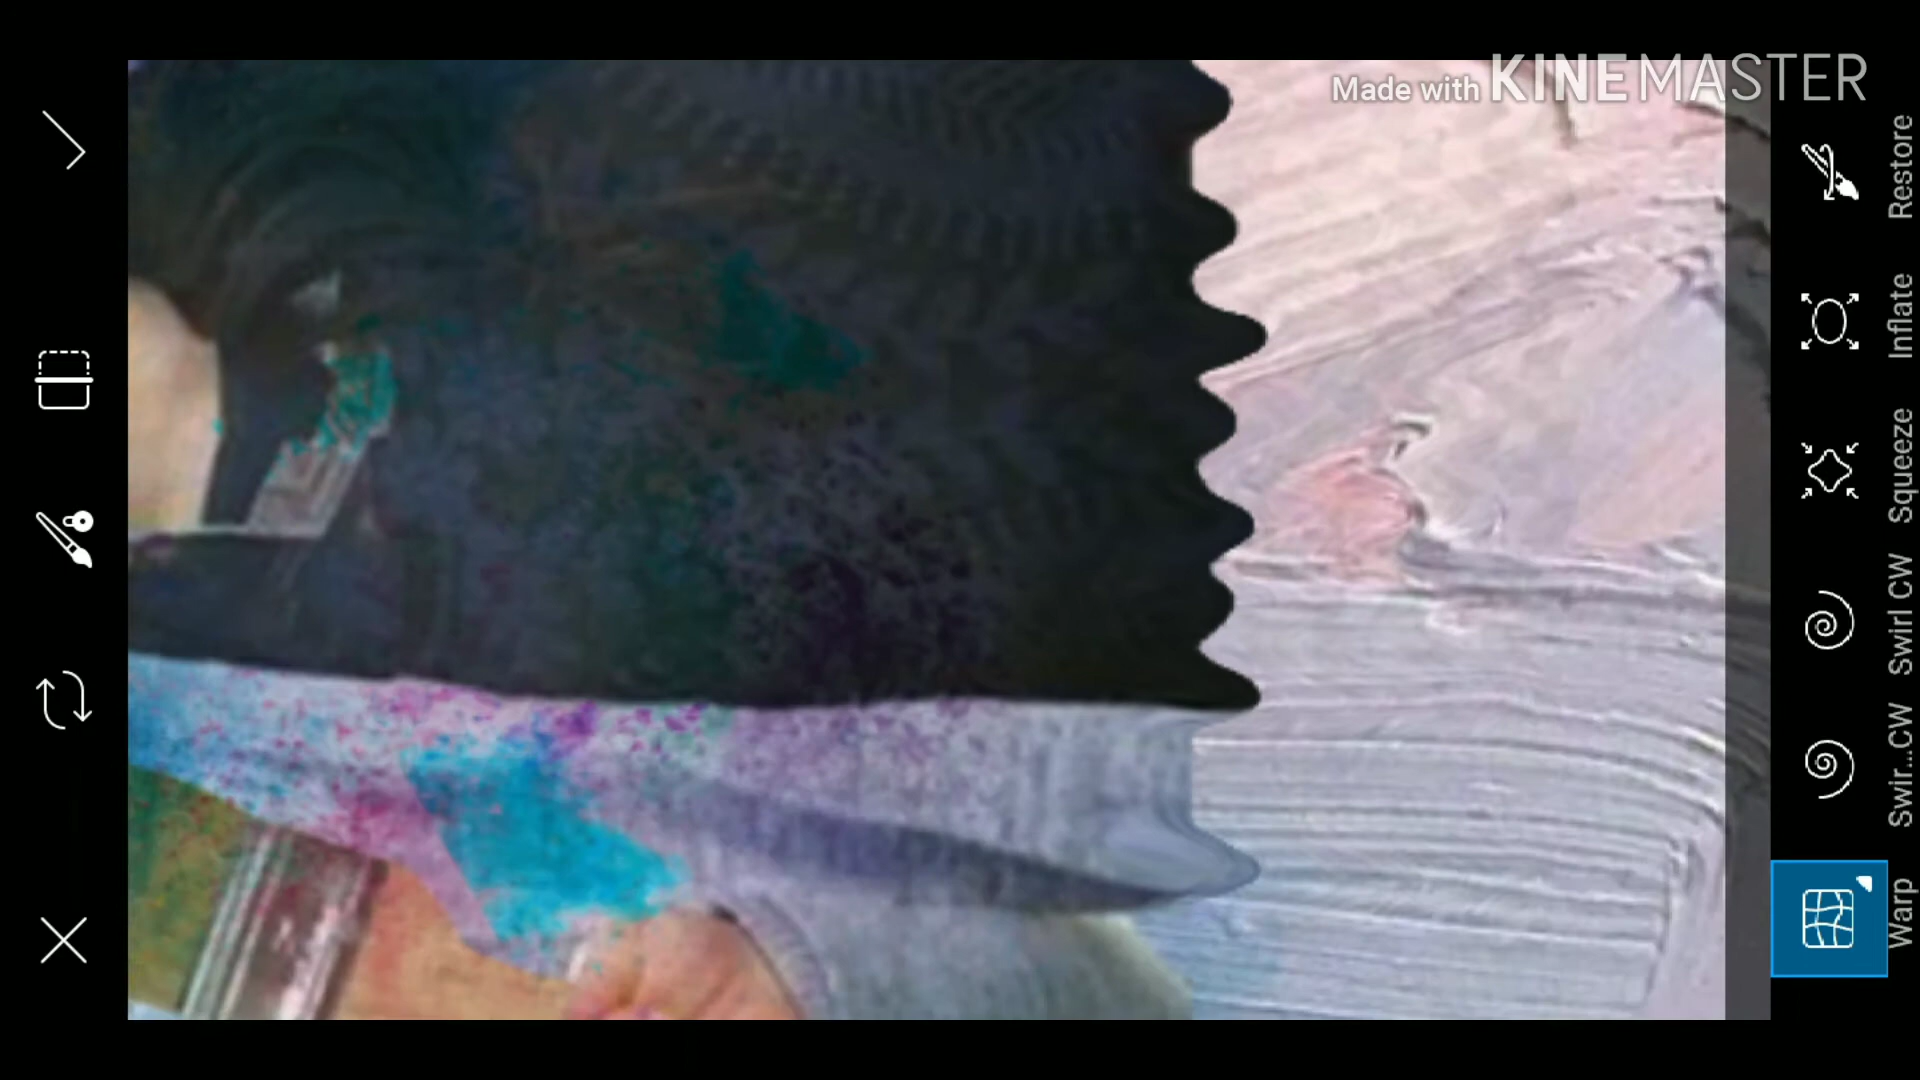 Made with KINEMASTER
Restore
Inflate
Squeeze
Swirl CW
Swir...CW
Warp